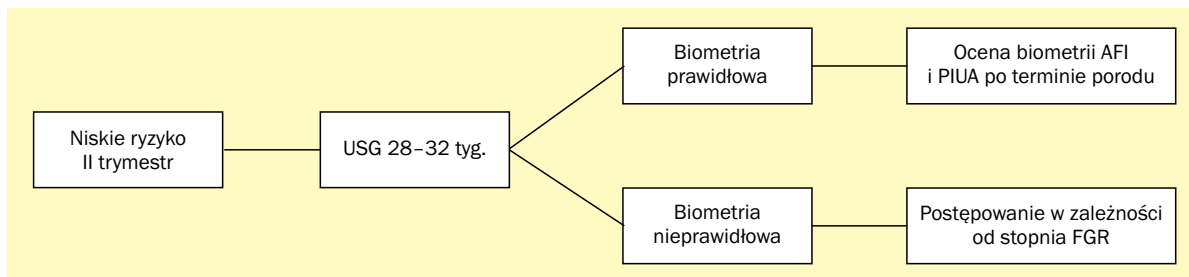 Niskie ryzyko
II trymestr
USG 28–32 tyg.
Biometria
prawidłowa
Ocena biometrii AFI
i PIUA po terminie porodu
Biometria
nieprawidłowa
Postępowanie w zależności
od stopnia FGR